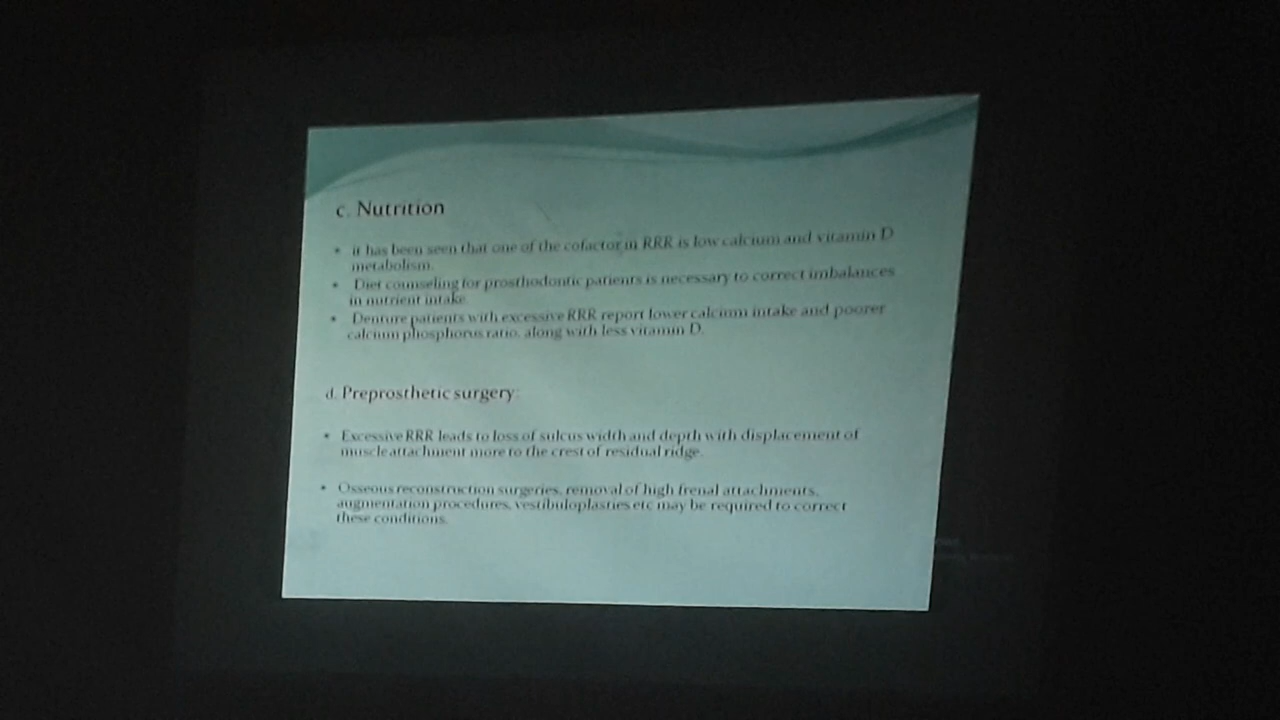 c. Nutrition
• it has been seen that one of the cofactor in RRR is low calcium and vitamin D
metabolism.
• Diet counseling for prosthodontic patients is necessary to correct imbalances
in nutrient intake.
• Denture patients with excessive RRR report lower calcium intake and poorer
calcium phosphorus ratio, along with less vitamin D.
d. Preprosthetic surgery:
• Excessive RRR leads to loss of sulcus width and depth with displacement of
muscle attachment more to the crest of residual ridge.
• Osseous reconstruction surgeries, removal of high frenal attachments,
augmentation procedures, vestibuloplasties etc may be required to correct
these conditions.